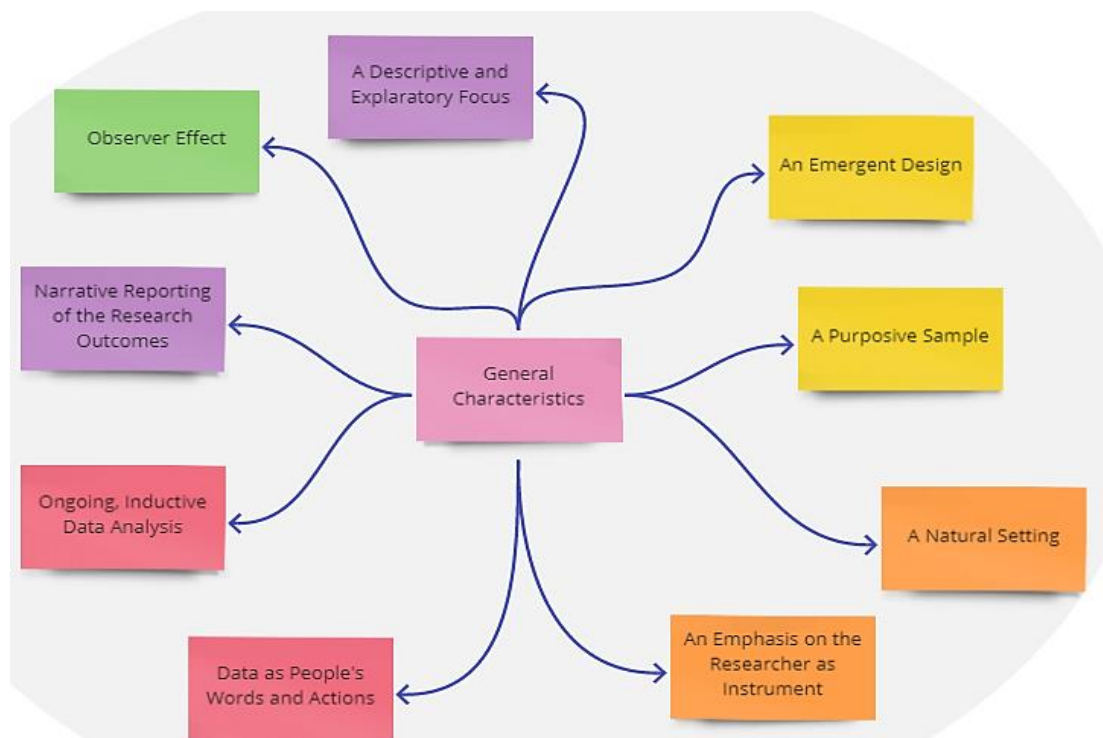 A Descriptive and
Explaratory Focus
Observer Effect
An Emergent Design
Narrative Reporting
of the Research
Outcomes
A Purposive Sample
General
Characteristics
Ongoing, Inductive
Data Analysis
A Natural Setting
Data as People's
Words and Actions
An Emphasis on the
Researcher as
Instrument